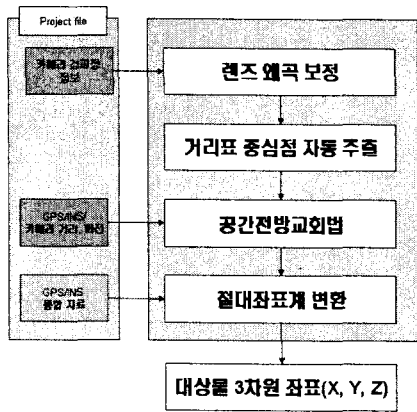 Project file
카메라 검교정
정보
렌즈 왜곡 보정
거리표 중심점 자동 추출
GPS/INS/
카메라 거리, 회전
공간전방교회법
GPS/INS
통합 자료
절대좌표계 변환
대상물 3차원 좌표(X, Y, Z)